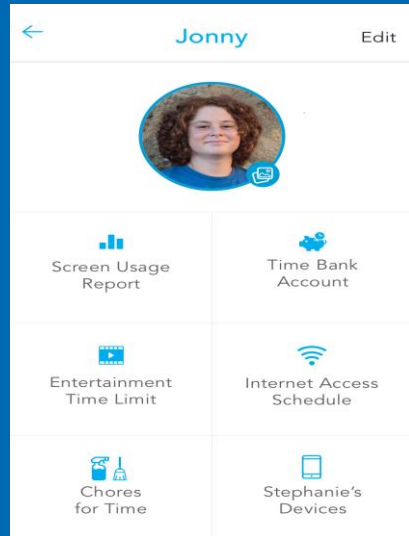 Jonny
Edit
Screen Usage
Report
Time Bank
Account
Entertainment
Time Limit
Internet Access
Schedule
Chores
for Time
Stephanie's
Devices